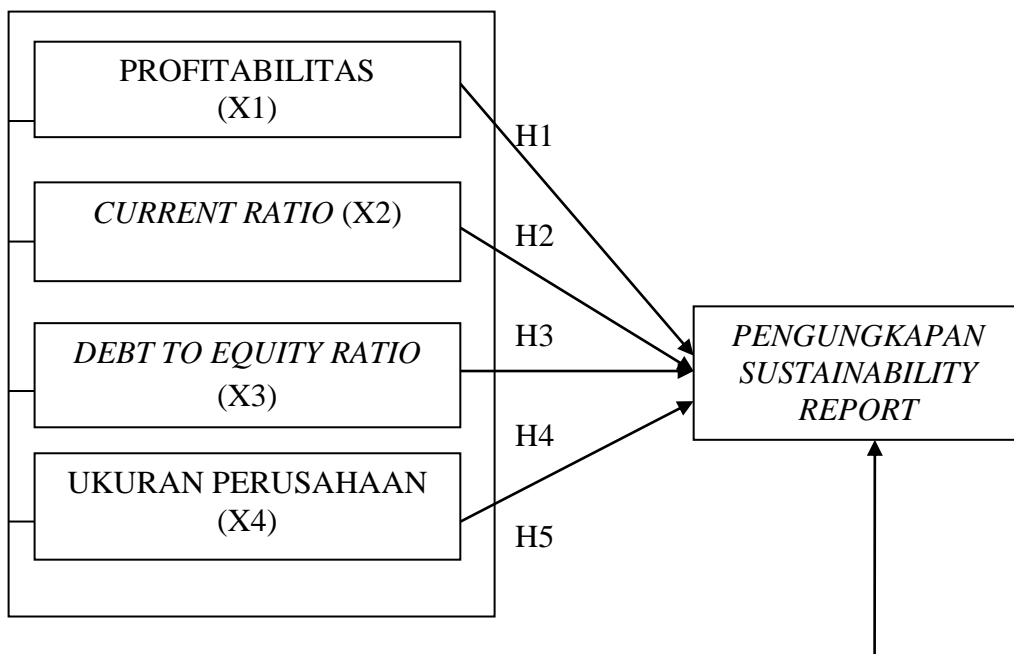 PROFITABILITAS
(X1)
CURRENT RATIO (X2)
DEBT TO EQUITY RATIO
(X3)
UKURAN PERUSAHAAN
(X4)
H1
H2
H3
H4
H5
PENGUNGKAPAN
SUSTAINABILITY
REPORT